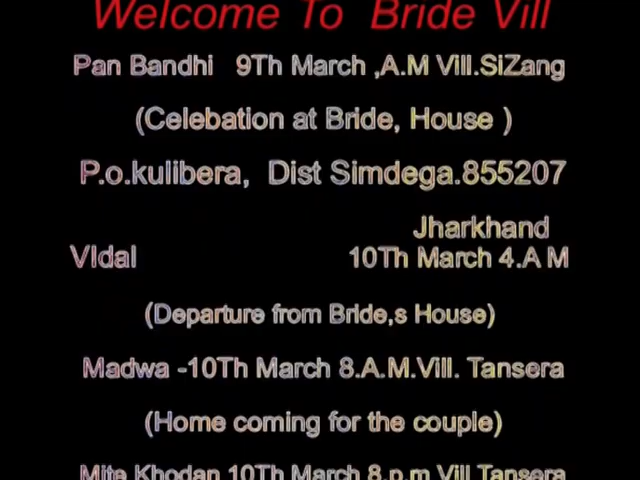 Welcome To Bride Vill
Pan Bandhi 9Th March ,A.M Vill.SiZang
(Celebation at Bride, House )
P.o.kulibera, Dist Simdega.855207
Jharkhand
VIdal 10Th March 4.A M
(Departure from Bride,s House)
Madwa -10Th March 8.A.M.Vill. Tansera
(Home coming for the couple)
Mite Khodan 10Th March 8.p.m Vill Tansera